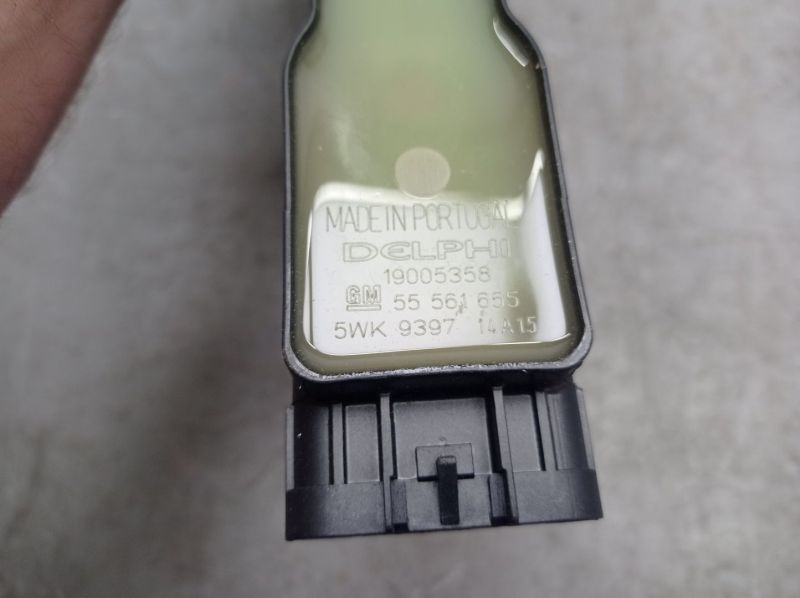 MADE IN PORTUGAL
DELPHI
19005358
GM 55 561 655
5WK 9397 14A15